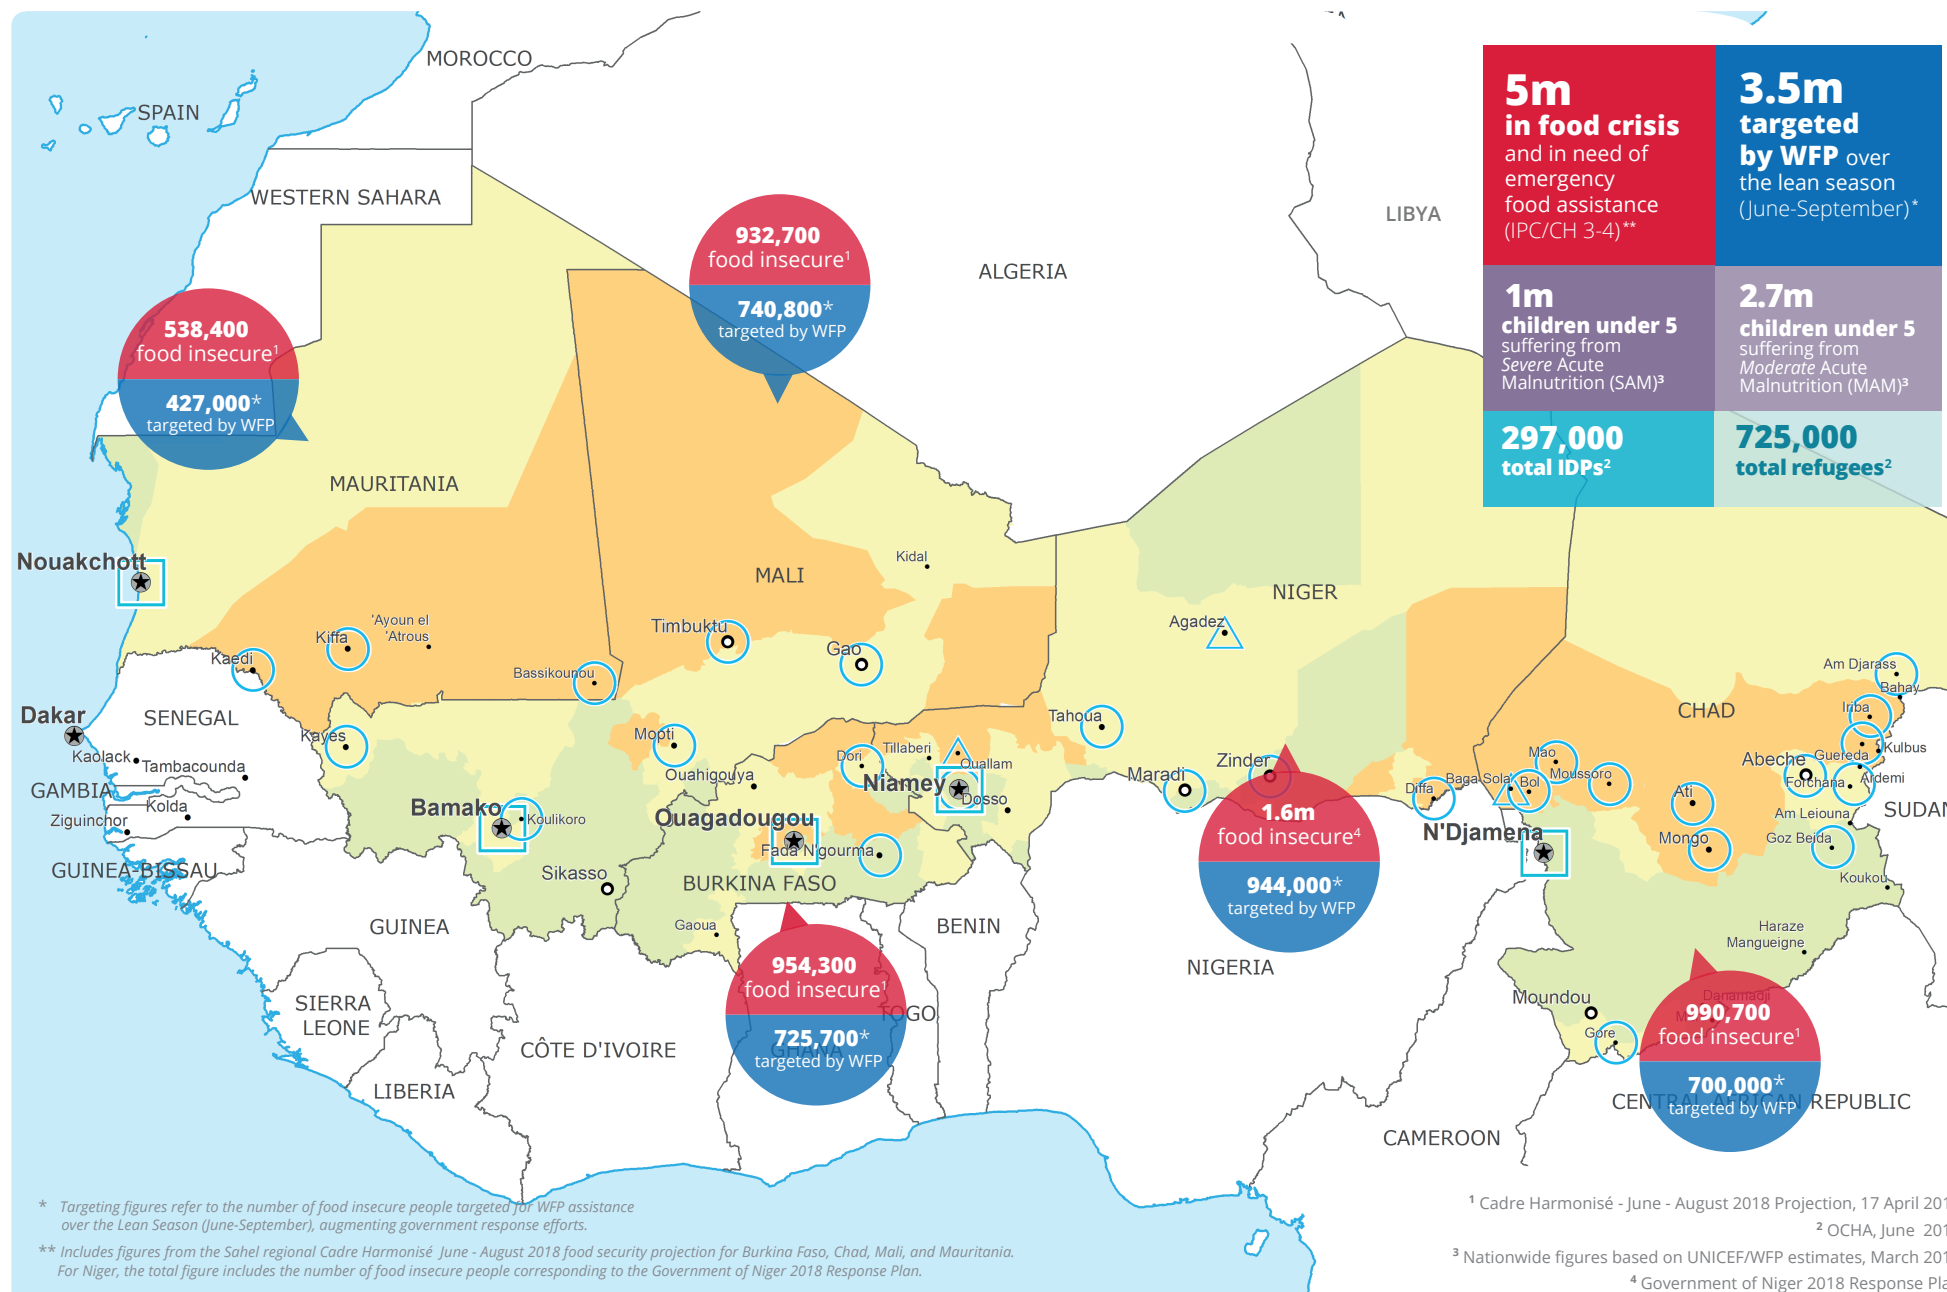 MOROCCO
SPAIN
WESTERN SAHARA
ALGERIA
LIBYA
5m
in food crisis
and in need of
emergency
food assistance
(IPC/CH 3-4)**
3.5m
targeted
by WFP over
the lean season
(June-September)*
1m
children under 5
suffering from
Severe Acute
Malnutrition (SAM)³
2.7m
children under 5
suffering from
Moderate Acute
Malnutrition (MAM)³
297,000
total IDPs²
725,000
total refugees²
932,700
food insecure¹
740,800*
targeted by WFP
538,400
food insecure¹
427,000*
targeted by WFP
MAURITANIA
Nouakchott
Kaedi
Kiffa
'Ayoun el
'Atrous
Bassikounou
MALI
Kidal
Timbuktu
Gao
Mopti
Kayes
Bamako
Koulikoro
Sikasso
NIGER
Agadez
Tahoua
Tillaberi
Ouallam
Niamey
Dosso
Maradi
Zinder
Diffa
CHAD
Am Djarass
Bahay
Iriba
Kulbus
Guereda
Abeche
Forchana
Ardemi
Mao
Moussoro
Baga-Sola
Bol
Ati
Mongo
Am Leiouna
Goz Beida
Koukou
N'Djamena
Haraze
Mangueigne
Moundou
Gore
Danamadji
SUDAN
Dakar
SENEGAL
Kaolack
Tambacounda
GAMBIA
Kolda
Ziguinchor
GUINEA-BISSAU
GUINEA
SIERRA
LEONE
LIBERIA
CÔTE D'IVOIRE
Ouahigouya
Dori
Ouagadougou
Fada N'gourma
BURKINA FASO
Gaoua
GHANA
TOGO
BENIN
NIGERIA
CAMEROON
CENTRAL AFRICAN REPUBLIC
954,300
food insecure¹
725,700*
targeted by WFP
1.6m
food insecure⁴
944,000*
targeted by WFP
990,700
food insecure¹
700,000*
targeted by WFP
* Targeting figures refer to the number of food insecure people targeted for WFP assistance
over the Lean Season (June-September), augmenting government response efforts.
** Includes figures from the Sahel regional Cadre Harmonisé June - August 2018 food security projection for Burkina Faso, Chad, Mali, and Mauritania.
For Niger, the total figure includes the number of food insecure people corresponding to the Government of Niger 2018 Response Plan.
¹ Cadre Harmonisé - June - August 2018 Projection, 17 April 201
² OCHA, June 201
³ Nationwide figures based on UNICEF/WFP estimates, March 201
⁴ Government of Niger 2018 Response Pla